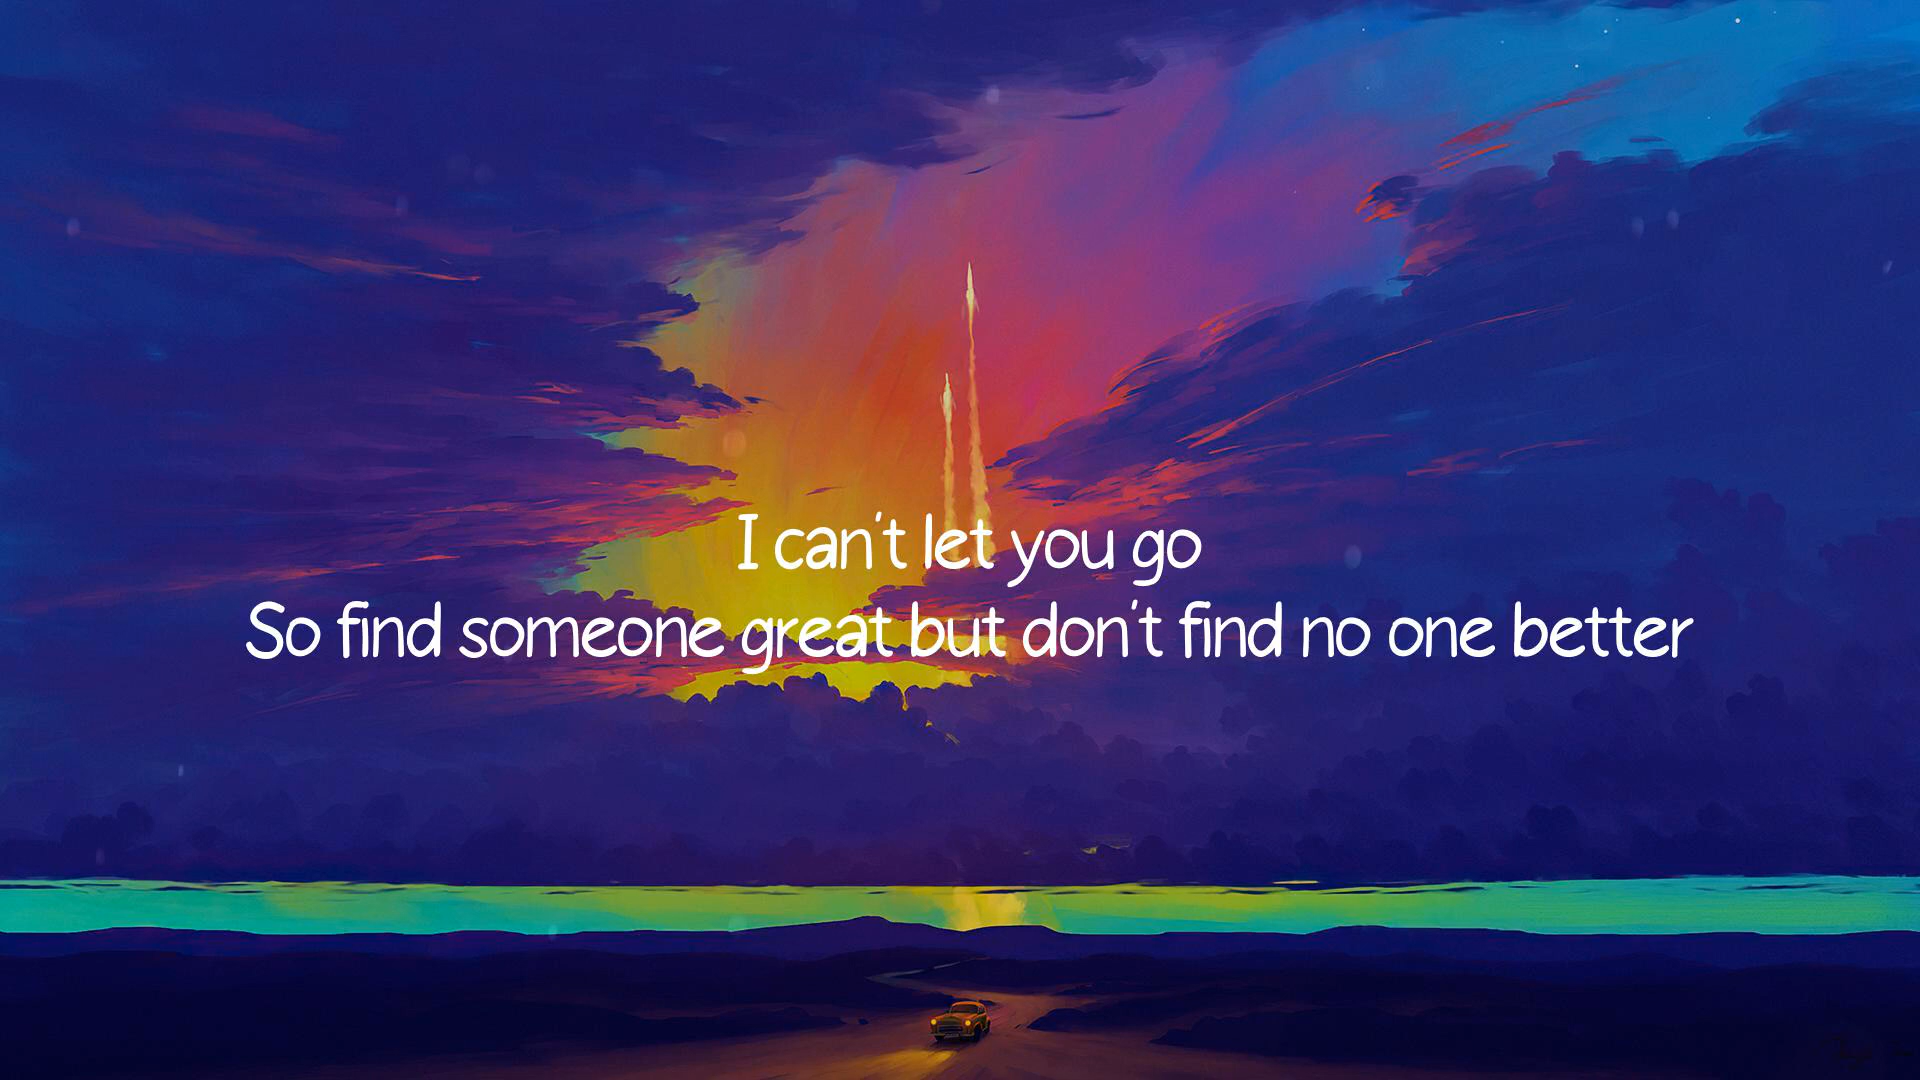 I can't let you go
So find someone great but don't find no one better